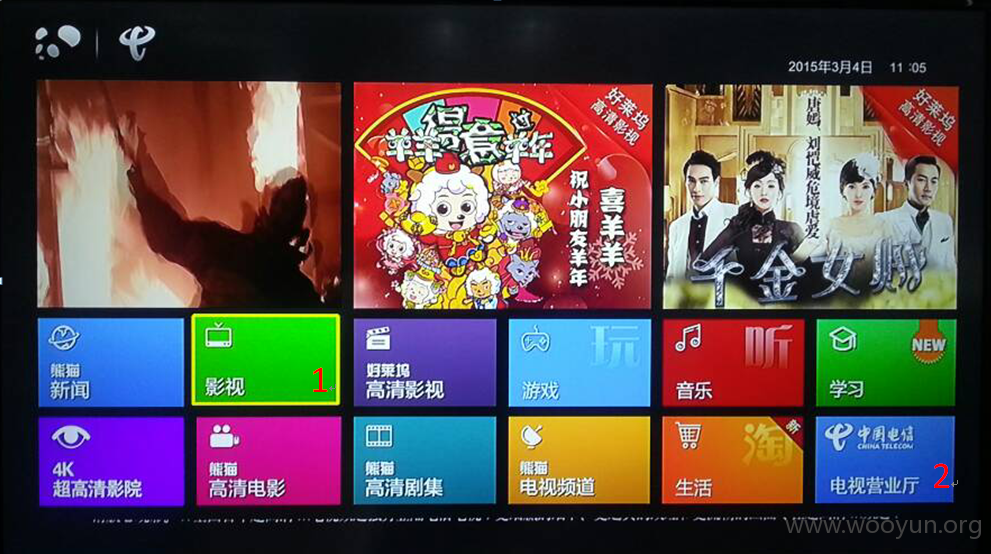 2015年3月4日 11:05
羊羊得意过羊年
好莱坞
高清影视
祝小朋友羊年
喜羊羊
好莱坞
高清影视
唐嫣、刘恺威危境虐爱
千金女贼
熊猫
新闻
影视
1
好莱坞
高清影视
玩
游戏
听
音乐
NEW
学习
4K
超高清影院
熊猫
高清电影
熊猫
高清剧集
熊猫
电视频道
淘
新
生活
中国电信
CHINA TELECOM
电视营业厅
2
www.wooyun.org